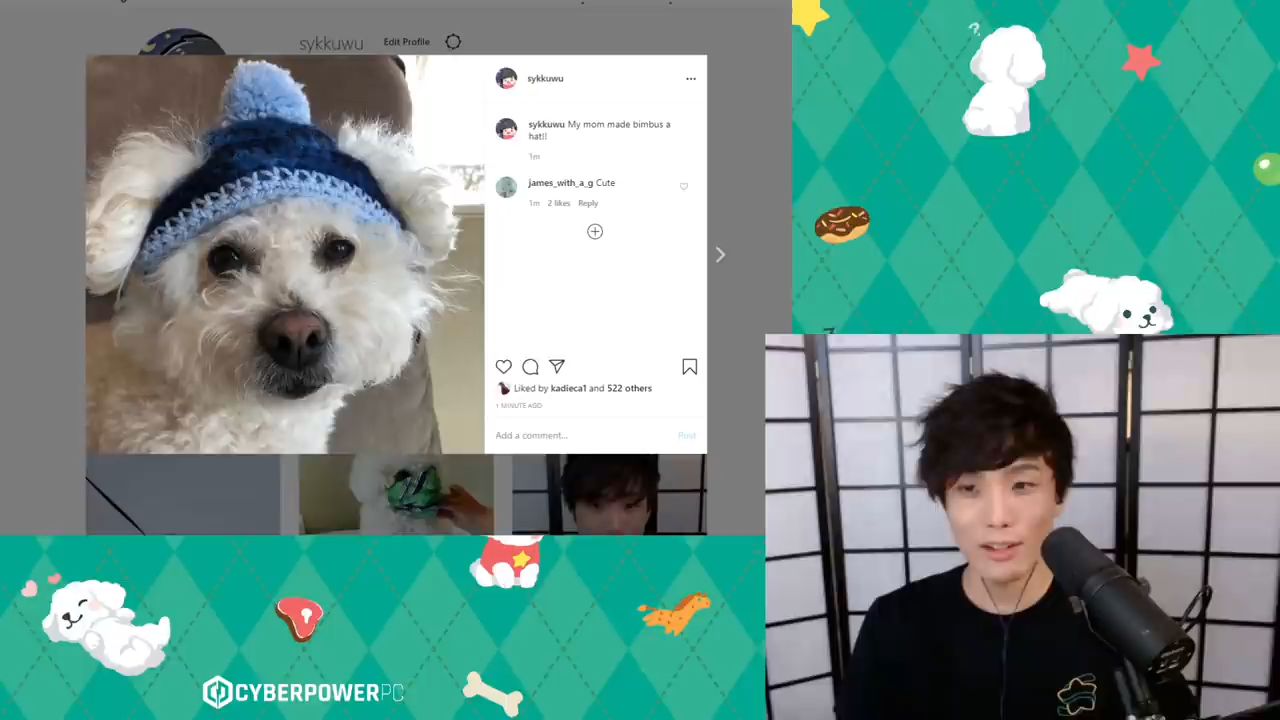 sykkuwu Edit Profile
sykkuwu
sykkuwu My mom made bimbus a
hat!!
1m
james_with_a_g Cute
1m 2 likes Reply
Liked by kadieca1 and 522 others
1 MINUTE AGO
Add a comment... Post
CYBERPOWERPC